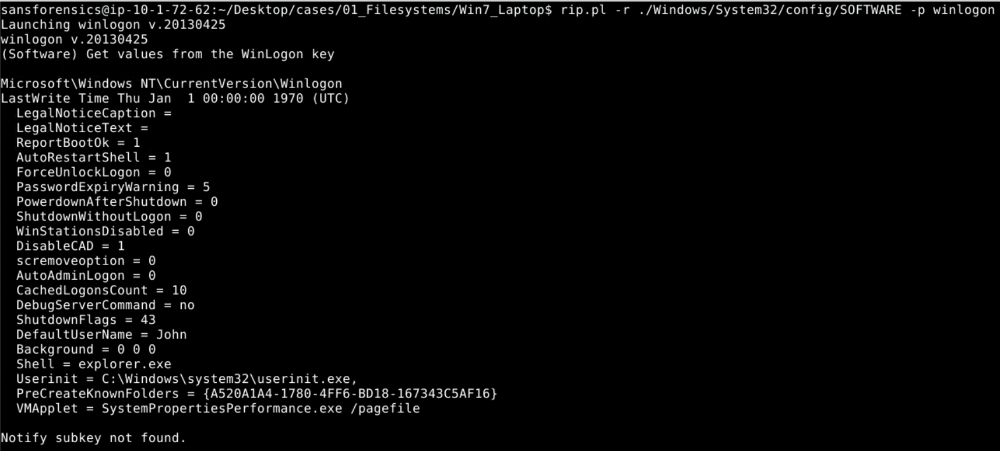 sansforensics@ip-10-1-72-62:~/Desktop/cases/01_Filesystems/Win7_Laptop$ rip.pl -r ./Windows/System32/config/SOFTWARE -p winlogon
Launching winlogon v.20130425
winlogon v.20130425
(Software) Get values from the WinLogon key

Microsoft\Windows NT\CurrentVersion\Winlogon
LastWrite Time Thu Jan  1 00:00:00 1970 (UTC)
  LegalNoticeCaption =
  LegalNoticeText =
  ReportBootOk = 1
  AutoRestartShell = 1
  ForceUnlockLogon = 0
  PasswordExpiryWarning = 5
  PowerdownAfterShutdown = 0
  ShutdownWithoutLogon = 0
  WinStationsDisabled = 0
  DisableCAD = 1
  scremoveoption = 0
  AutoAdminLogon = 0
  CachedLogonsCount = 10
  DebugServerCommand = no
  ShutdownFlags = 43
  DefaultUserName = John
  Background = 0 0 0
  Shell = explorer.exe
  Userinit = C:\Windows\system32\userinit.exe,
  PreCreateKnownFolders = {A520A1A4-1780-4FF6-BD18-167343C5AF16}
  VMApplet = SystemPropertiesPerformance.exe /pagefile

Notify subkey not found.